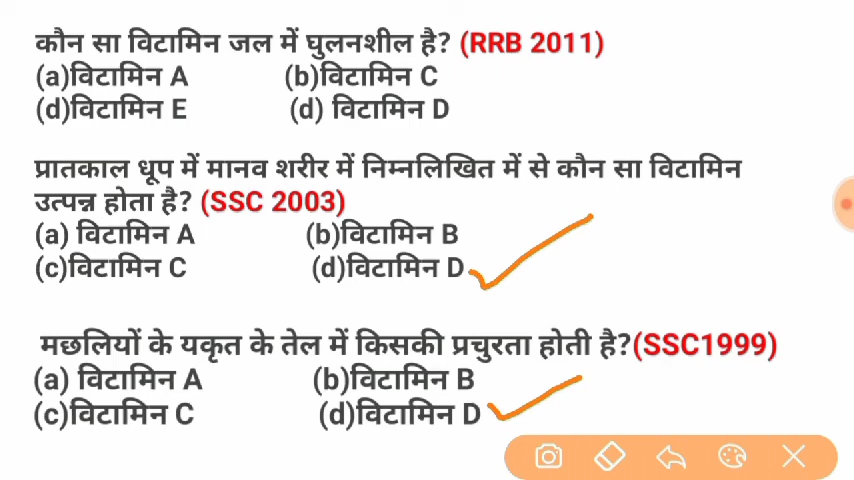 कौन सा विटामिन जल में घुलनशील है? (RRB 2011)
(a)विटामिन A (b)विटामिन C
(d)विटामिन E (d) विटामिन D
प्रातकाल धूप में मानव शरीर में निम्नलिखित में से कौन सा विटामिन
उत्पन्न होता है? (SSC 2003)
(a) विटामिन A (b)विटामिन B
(c)विटामिन C (d)विटामिन D
मछलियों के यकृत के तेल में किसकी प्रचुरता होती है?(SSC1999)
(a) विटामिन A (b)विटामिन B
(c)विटामिन C (d)विटामिन D